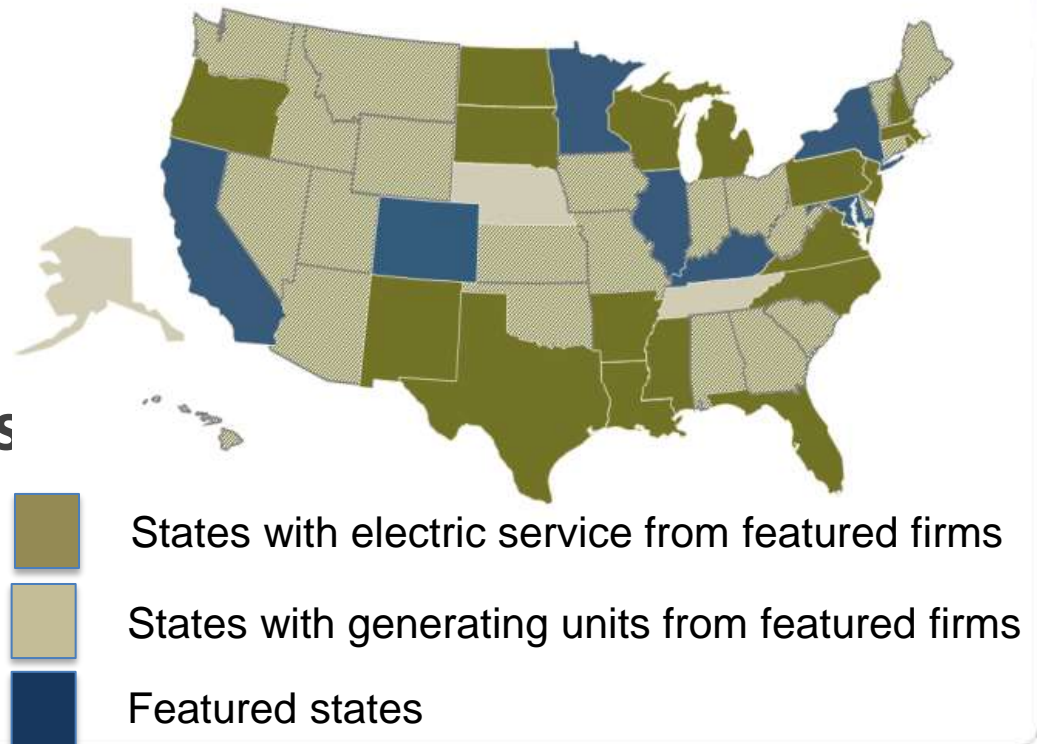 s
States with electric service from featured firms
States with generating units from featured firms
Featured states